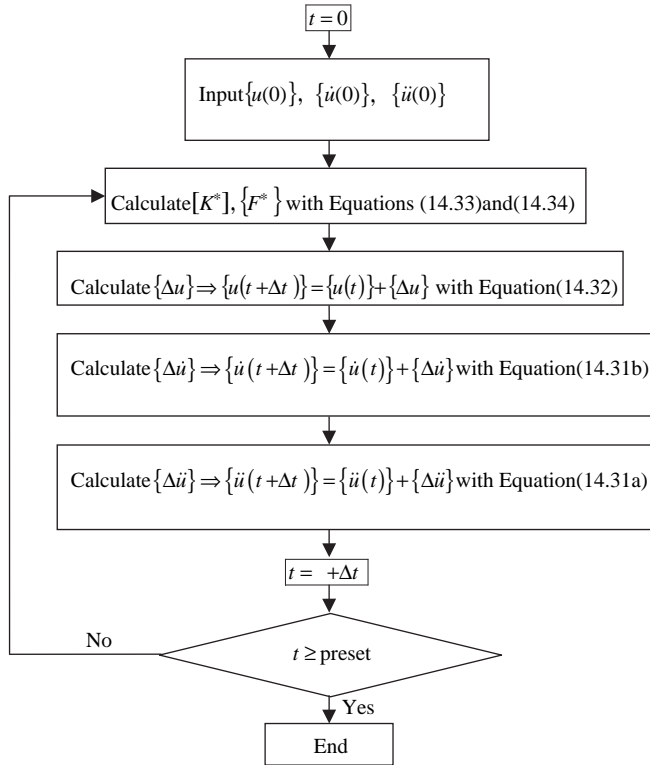 t = 0
Input {u(0)}, {u̇(0)}, {ü(0)}
Calculate [K*], {F*} with Equations (14.33)and(14.34)
Calculate {Δu} ⇒ {u(t+Δt)} = {u(t)} + {Δu} with Equation(14.32)
Calculate {Δu̇} ⇒ {u̇(t+Δt)} = {u̇(t)} + {Δu̇} with Equation(14.31b)
Calculate {Δü} ⇒ {ü(t+Δt)} = {ü(t)} + {Δü} with Equation(14.31a)
t = +Δt
No
t ≥ preset
Yes
End